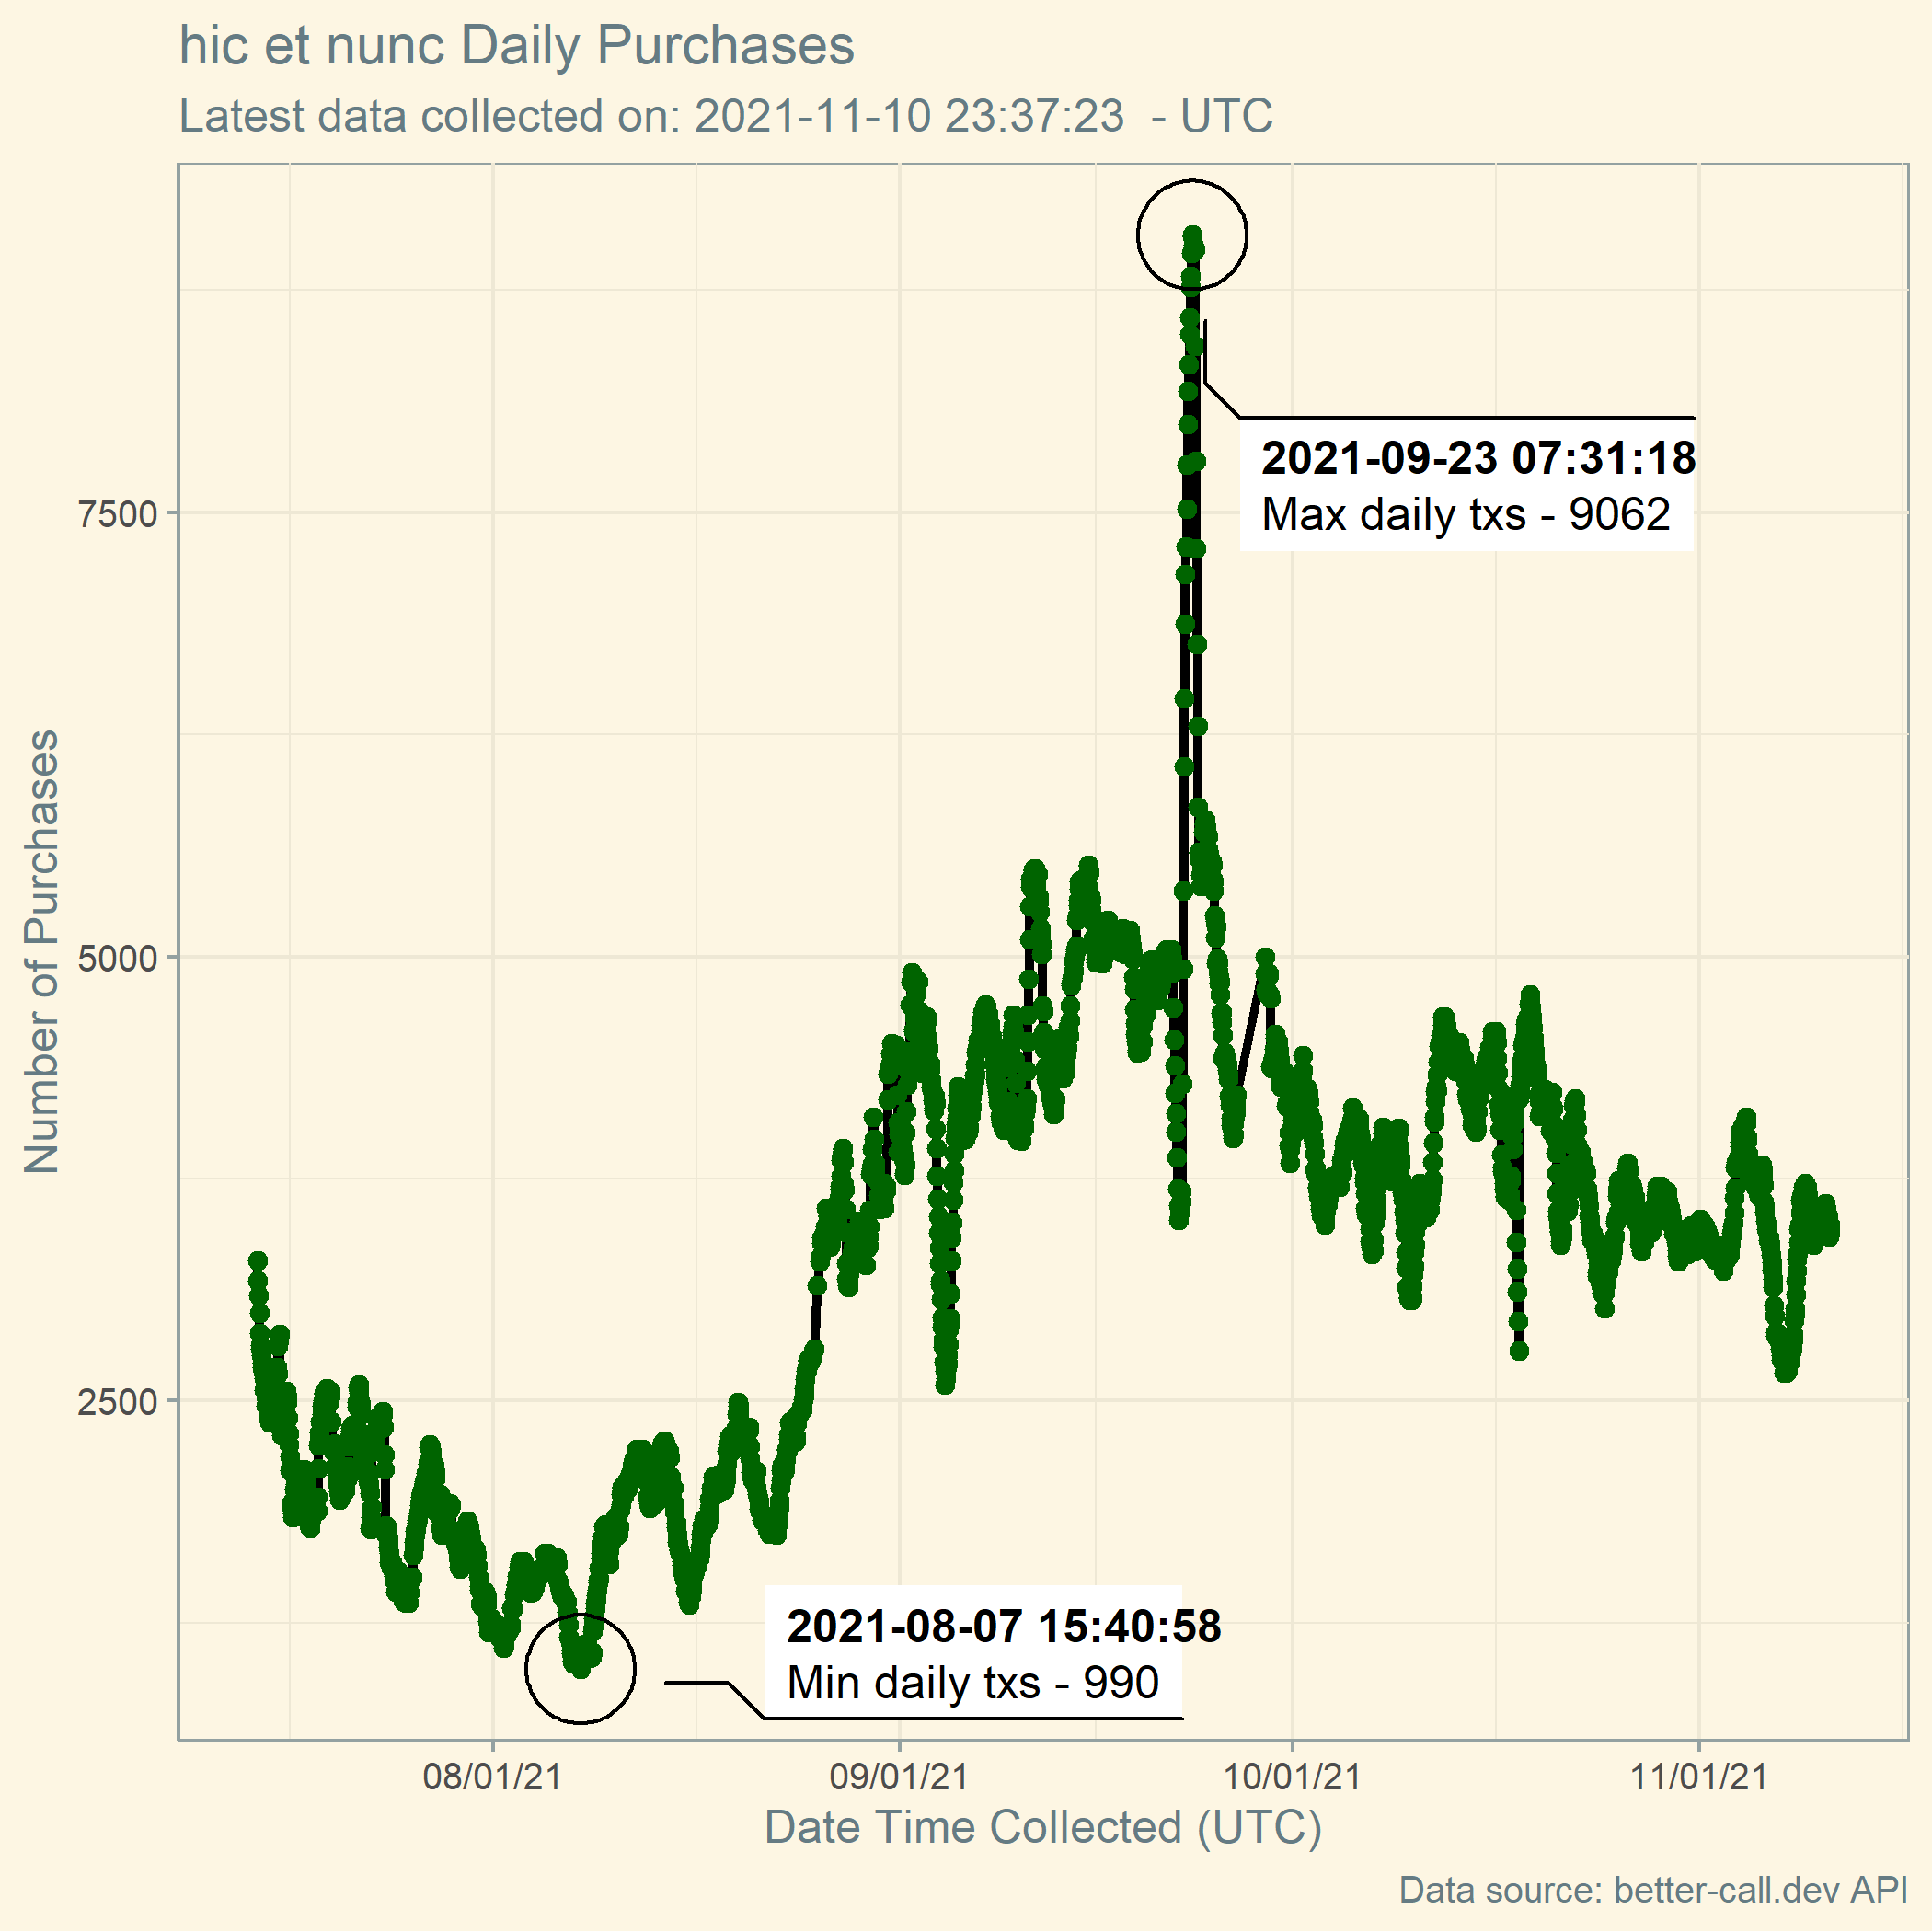 hic et nunc Daily Purchases
Latest data collected on: 2021-11-10 23:37:23  - UTC
Number of Purchases
7500
5000
2500
2021-09-23 07:31:18
Max daily txs - 9062
2021-08-07 15:40:58
Min daily txs - 990
08/01/21
09/01/21
10/01/21
11/01/21
Date Time Collected (UTC)
Data source: better-call.dev API